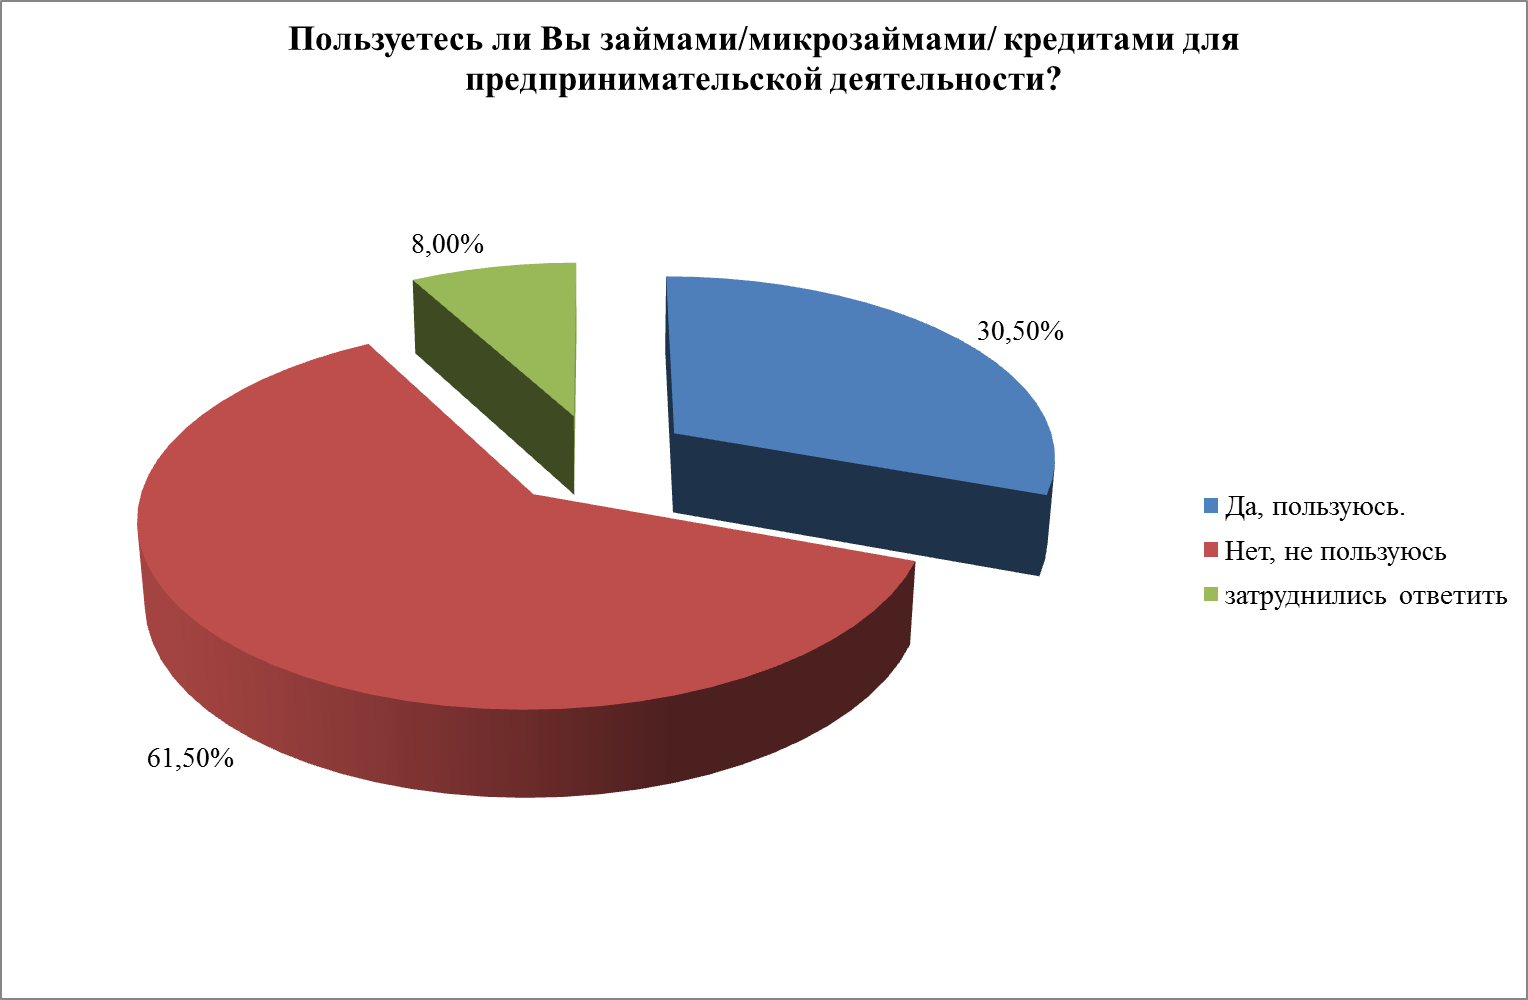 Пользуетесь ли Вы займами/микрозаймами/ кредитами для
предпринимательской деятельности?
8,00%
30,50%
61,50%
Да, пользуюсь.
Нет, не пользуюсь
затруднились ответить